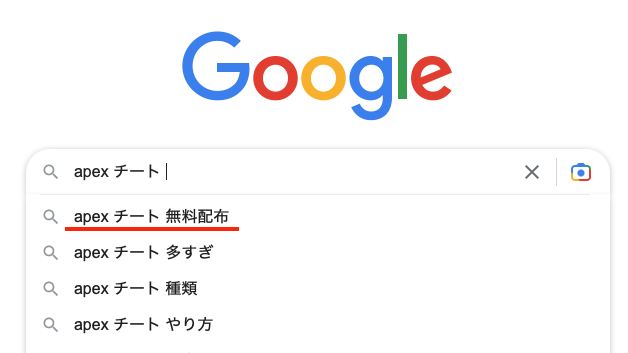 Google
apex チート
apex チート 無料配布
apex チート 多すぎ
apex チート 種類
apex チート やり方